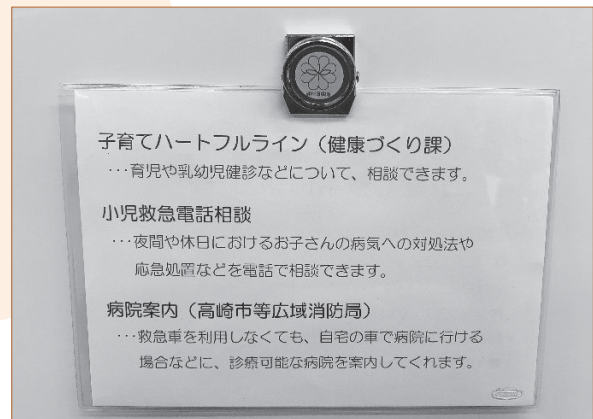 子育てハートフルライン（健康づくり課）
･･･育児や乳幼児健診などについて、相談できます。
小児救急電話相談
･･･夜間や休日におけるお子さんの病気への対処法や
応急処置などを電話で相談できます。
病院案内（高崎市等広域消防局）
･･･救急車を利用しなくても、自宅の車で病院に行ける
場合などに、診療可能な病院を案内してくれます。